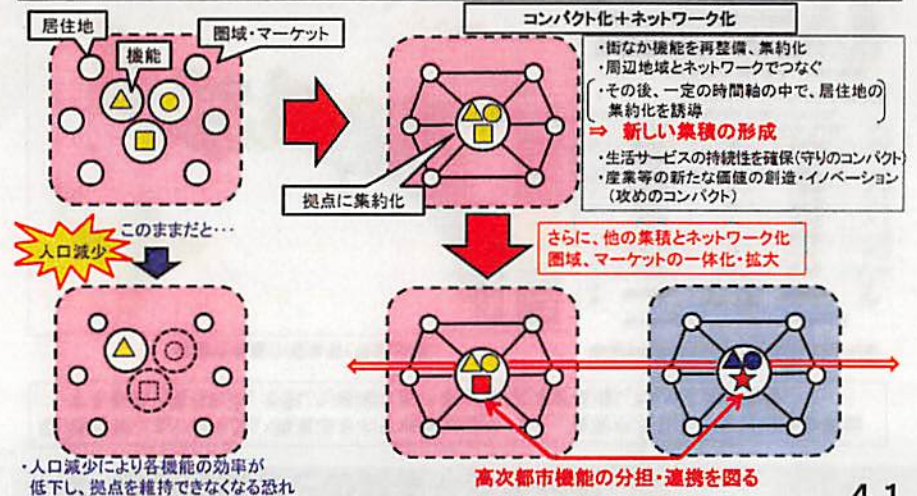 居住地
機能
圏域・マーケット
コンパクト化+ネットワーク化
・街なか機能を再整備、集約化
・周辺地域とネットワークでつなぐ
・その後、一定の時間軸の中で、居住地の
集約化を誘導
⇒ 新しい集積の形成
・生活サービスの持続性を確保(守りのコンパクト)
・産業等の新たな価値の創造・イノベーション
(攻めのコンパクト)
拠点に集約化
人口減少
このままだと…
さらに、他の集積とネットワーク化
圏域、マーケットの一体化・拡大
・人口減少により各機能の効率が
低下し、拠点を維持できなくなる恐れ
高次都市機能の分担・連携を図る
4-1